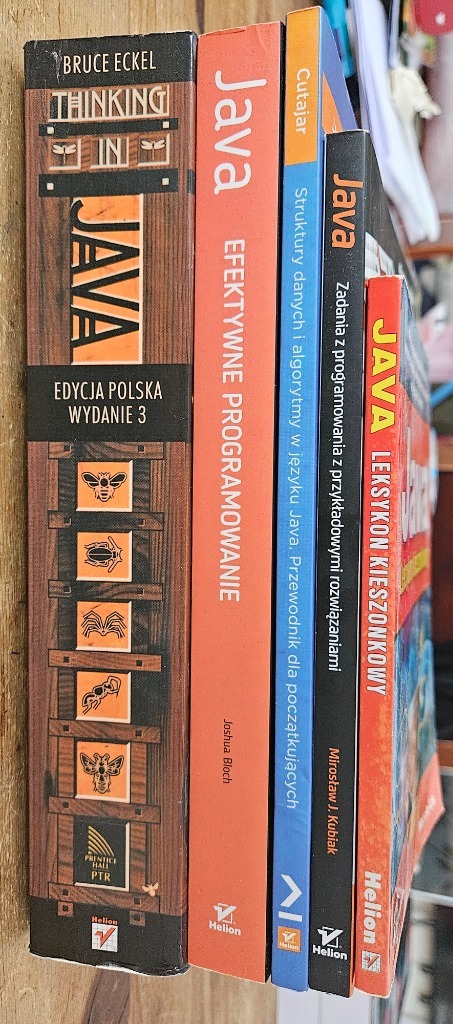 BRUCE ECKEL
THINKING
IN
JAVA
EDYCJA POLSKA
WYDANIE 3
PRENTICE
HALL
PTR
Helion
Java EFEKTYWNE PROGRAMOWANIE
Joshua Bloch
Helion
Cutajar
Struktury danych i algorytmy w języku Java. Przewodnik dla początkujących
Java
Zadania z programowania z przykładowymi rozwiązaniami
Mirosław J. Kubiak
Helion
JAVA LEKSYKON KIESZONKOWY
Helion